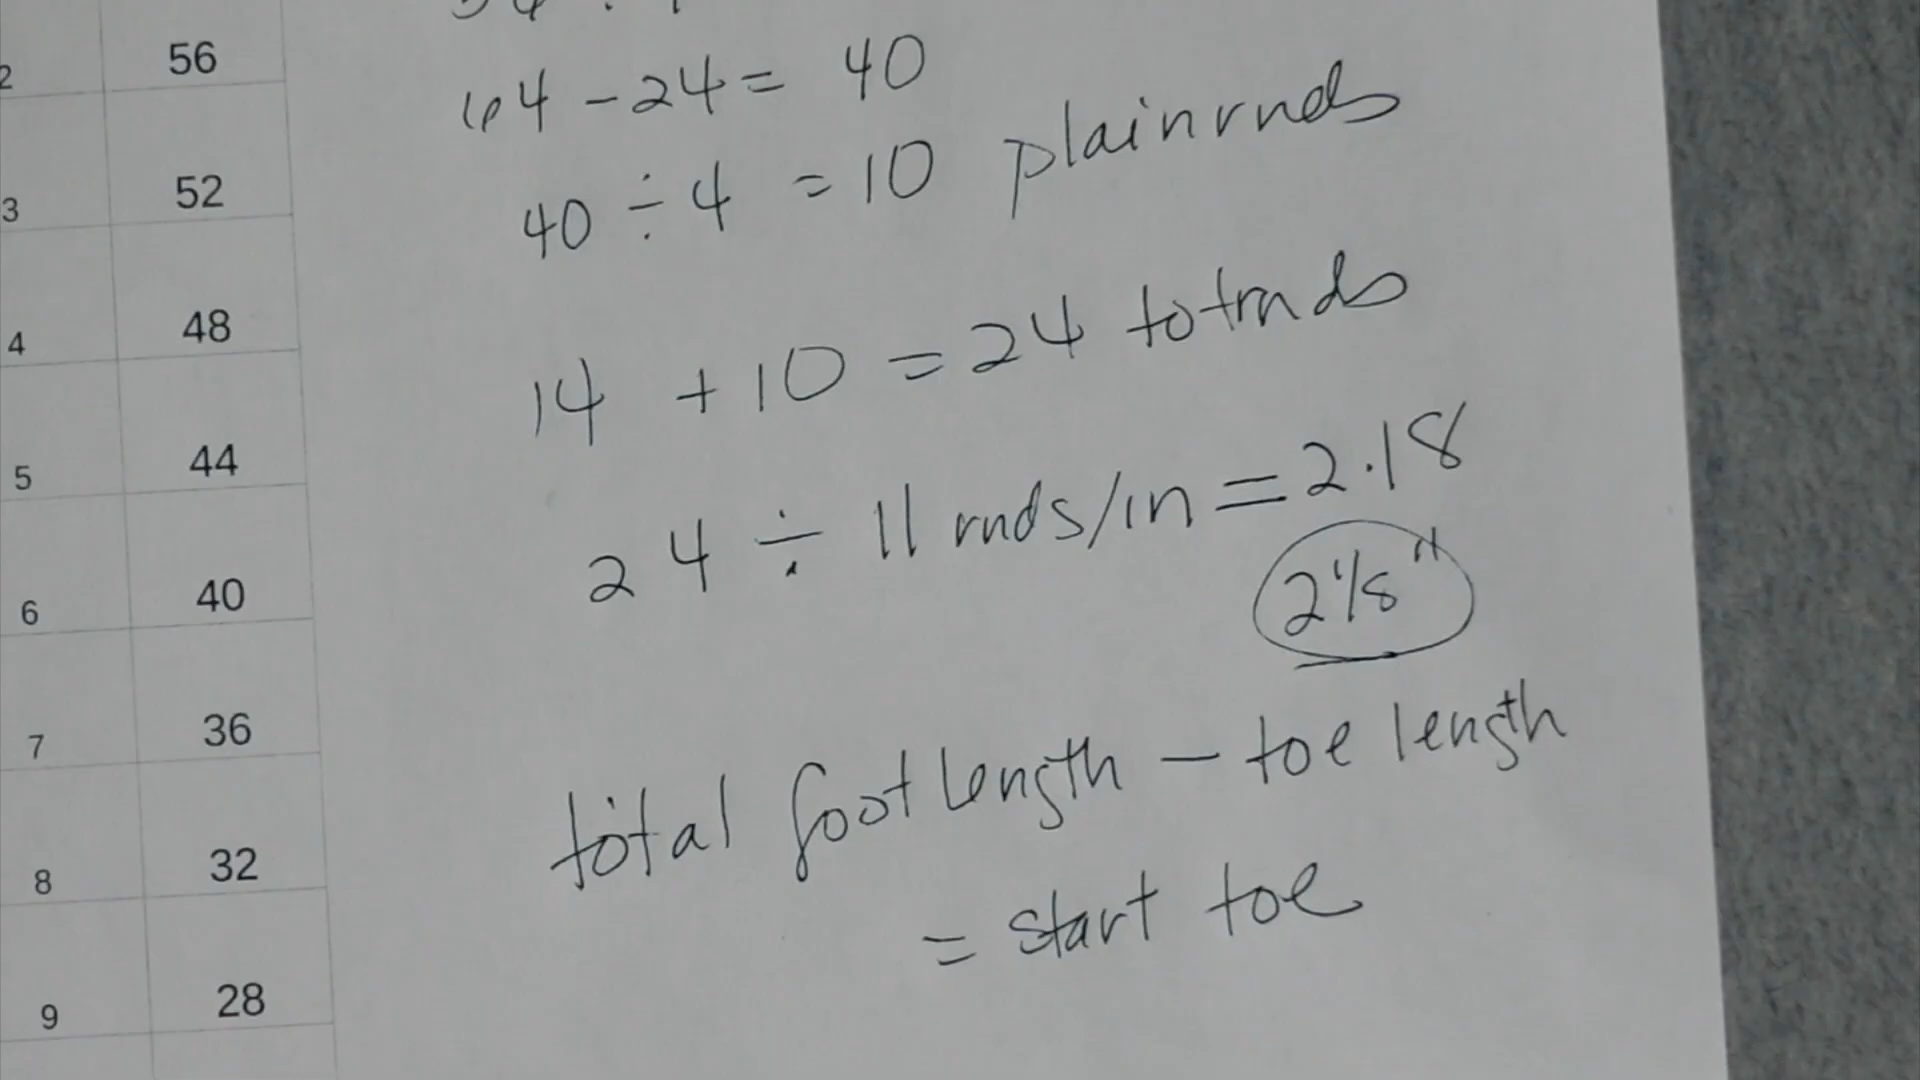 2 56
3 52
4 48
5 44
6 40
7 36
8 32
9 28
64 - 24 = 40
40 ÷ 4 = 10 plain rnds
14 + 10 = 24 tot rnds
24 ÷ 11 rnds/in = 2.18
2 1/8"
total foot length - toe length
= start toe